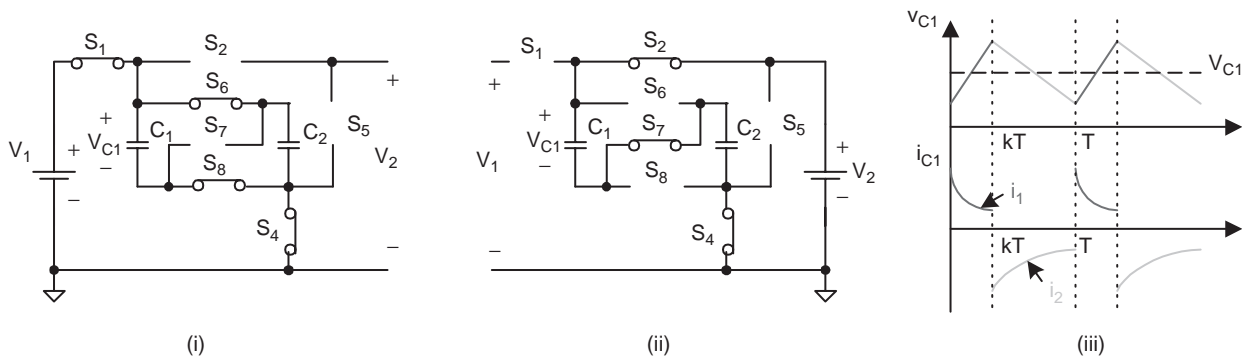 S1
S2
S6
+
C1
S7
C2
S5
V1
+
VC1
−
V2
S8
−
S4
−
+
(i)
S1
S2
−
+
S6
+
C1
S7
C2
S5
V1
VC1
−
S8
+
V2
−
S4
−
(ii)
vC1
VC1
kT
T
iC1
i1
kT
T
i2
(iii)